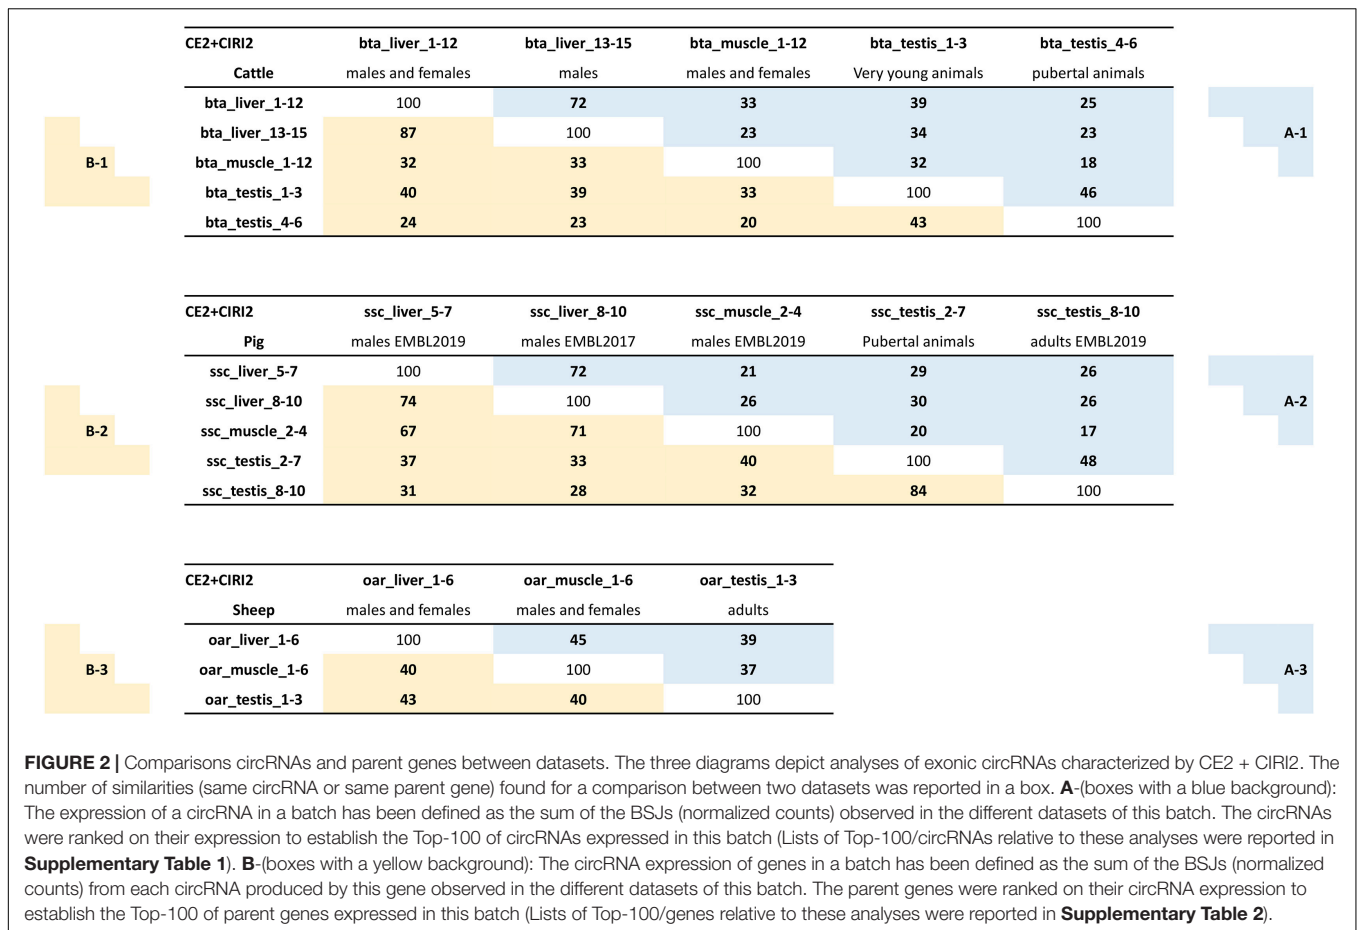 CE2+CIRI2 bta_liver_1-12 bta_liver_13-15 bta_muscle_1-12 bta_testis_1-3 bta_testis_4-6
Cattle males and females males males and females Very young animals pubertal animals
bta_liver_1-12 100 72 33 39 25
bta_liver_13-15 87 100 23 34 23 A-1
B-1 bta_muscle_1-12 32 33 100 32 18
bta_testis_1-3 40 39 33 100 46
bta_testis_4-6 24 23 20 43 100
CE2+CIRI2 ssc_liver_5-7 ssc_liver_8-10 ssc_muscle_2-4 ssc_testis_2-7 ssc_testis_8-10
Pig males EMBL2019 males EMBL2017 males EMBL2019 Pubertal animals adults EMBL2019
ssc_liver_5-7 100 72 21 29 26
ssc_liver_8-10 74 100 26 30 26 A-2
B-2 ssc_muscle_2-4 67 71 100 20 17
ssc_testis_2-7 37 33 40 100 48
ssc_testis_8-10 31 28 32 84 100
CE2+CIRI2 oar_liver_1-6 oar_muscle_1-6 oar_testis_1-3
Sheep males and females males and females adults
oar_liver_1-6 100 45 39
B-3 oar_muscle_1-6 40 100 37 A-3
oar_testis_1-3 43 40 100
FIGURE 2 | Comparisons circRNAs and parent genes between datasets. The three diagrams depict analyses of exonic circRNAs characterized by CE2 + CIRI2. The
number of similarities (same circRNA or same parent gene) found for a comparison between two datasets was reported in a box. A-(boxes with a blue background):
The expression of a circRNA in a batch has been defined as the sum of the BSJs (normalized counts) observed in the different datasets of this batch. The circRNAs
were ranked on their expression to establish the Top-100 of circRNAs expressed in this batch (Lists of Top-100/circRNAs relative to these analyses were reported in
Supplementary Table 1). B-(boxes with a yellow background): The circRNA expression of genes in a batch has been defined as the sum of the BSJs (normalized
counts) from each circRNA produced by this gene observed in the different datasets of this batch. The parent genes were ranked on their circRNA expression to
establish the Top-100 of parent genes expressed in this batch (Lists of Top-100/genes relative to these analyses were reported in Supplementary Table 2).